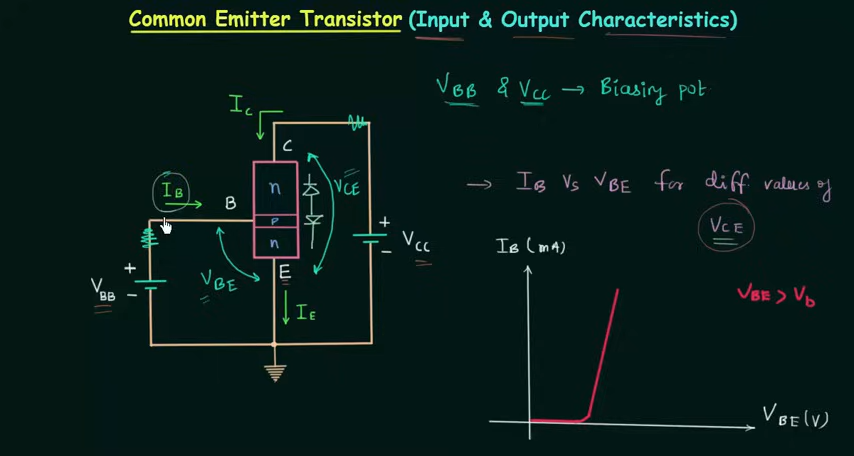 Common Emitter Transistor (Input & Output Characteristics)
VBB & VCC → Biasing pot
IC
C
n
VCE
IB
B
P
n
+
VCC
-
→ IB Vs VBE for diff values of
VCE
VBE
E
+
VBB
-
IE
IB (mA)
VBE > Vb
VBE (V)